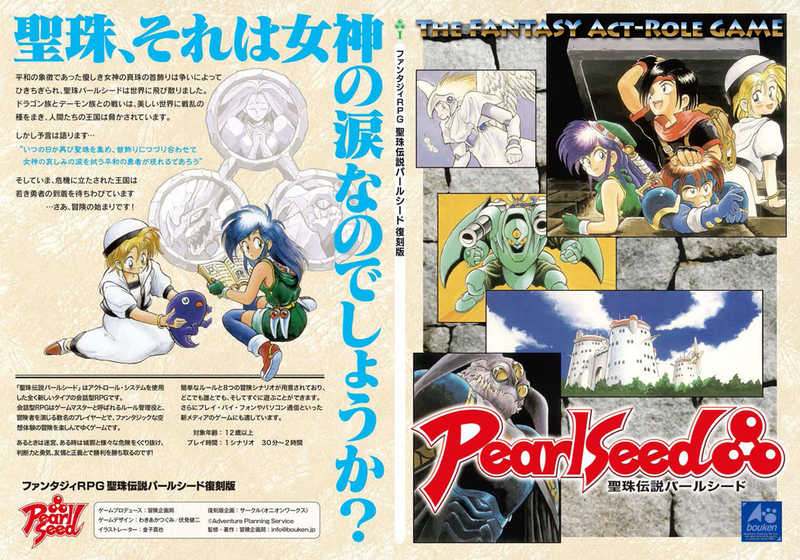 聖珠、それは女神の涙なのでしょうか?
平和の象徴であった優しき女神の真珠の首飾りは争いによって
ひきちぎられ、聖珠パールシードは世界に飛び散りました。
ドラゴン族とデーモン族との戦いは、美しい世界に戦乱の
種をまき、人間たちの王国は脅かされています。
しかし予言は語ります…
“いつの日か再び聖珠を集め、首飾りにつづり合わせて
女神の哀しみの涙を拭う平和の勇者が現れるであろう”
そしていま、危機に立たされた王国は
若き勇者の到着を待ちわびています
…さあ、冒険の始まりです!
「聖珠伝説パールシード」はアクトロール・システムを使用
した全く新しいタイプの会話型RPGです。
会話型RPGはゲームマスターと呼ばれるルール管理役と、
冒険者を演じる数名のプレイヤーとで、ファンタジックな空
想体験の冒険を楽しんでゆくゲームです。
あるときは迷宮、ある時は城砦と様々な危険をくぐり抜け、
判断力と勇気、友情と正義とで勝利を勝ち取るのです!
簡単なルールと8つの冒険シナリオが用意されており、
どこでも誰とでも、そしてすぐに遊ぶことができます。
さらにプレイ・バイ・フォンやパソコン通信といった
新メディアのゲームにも適しています。
対象年齢:12歳以上
プレイ時間:1シナリオ 30分~2時間
ファンタジィRPG 聖珠伝説パールシード復刻版
Pearl
Seed
ゲームプロデュース:冒険企画局
ゲームデザイン:わきあかつぐみ/伏見健二
イラストレーター:金子真也
復刻版企画:サークル(オニオンワークス)
©Adventure Planning Service
監修・著作:冒険企画局 info@bouken.jp
I
ファンタジィRPG 聖珠伝説パールシード 復刻版
THE FANTASY ACT-ROLE GAME
PearlSeed
聖珠伝説パールシード
bouken